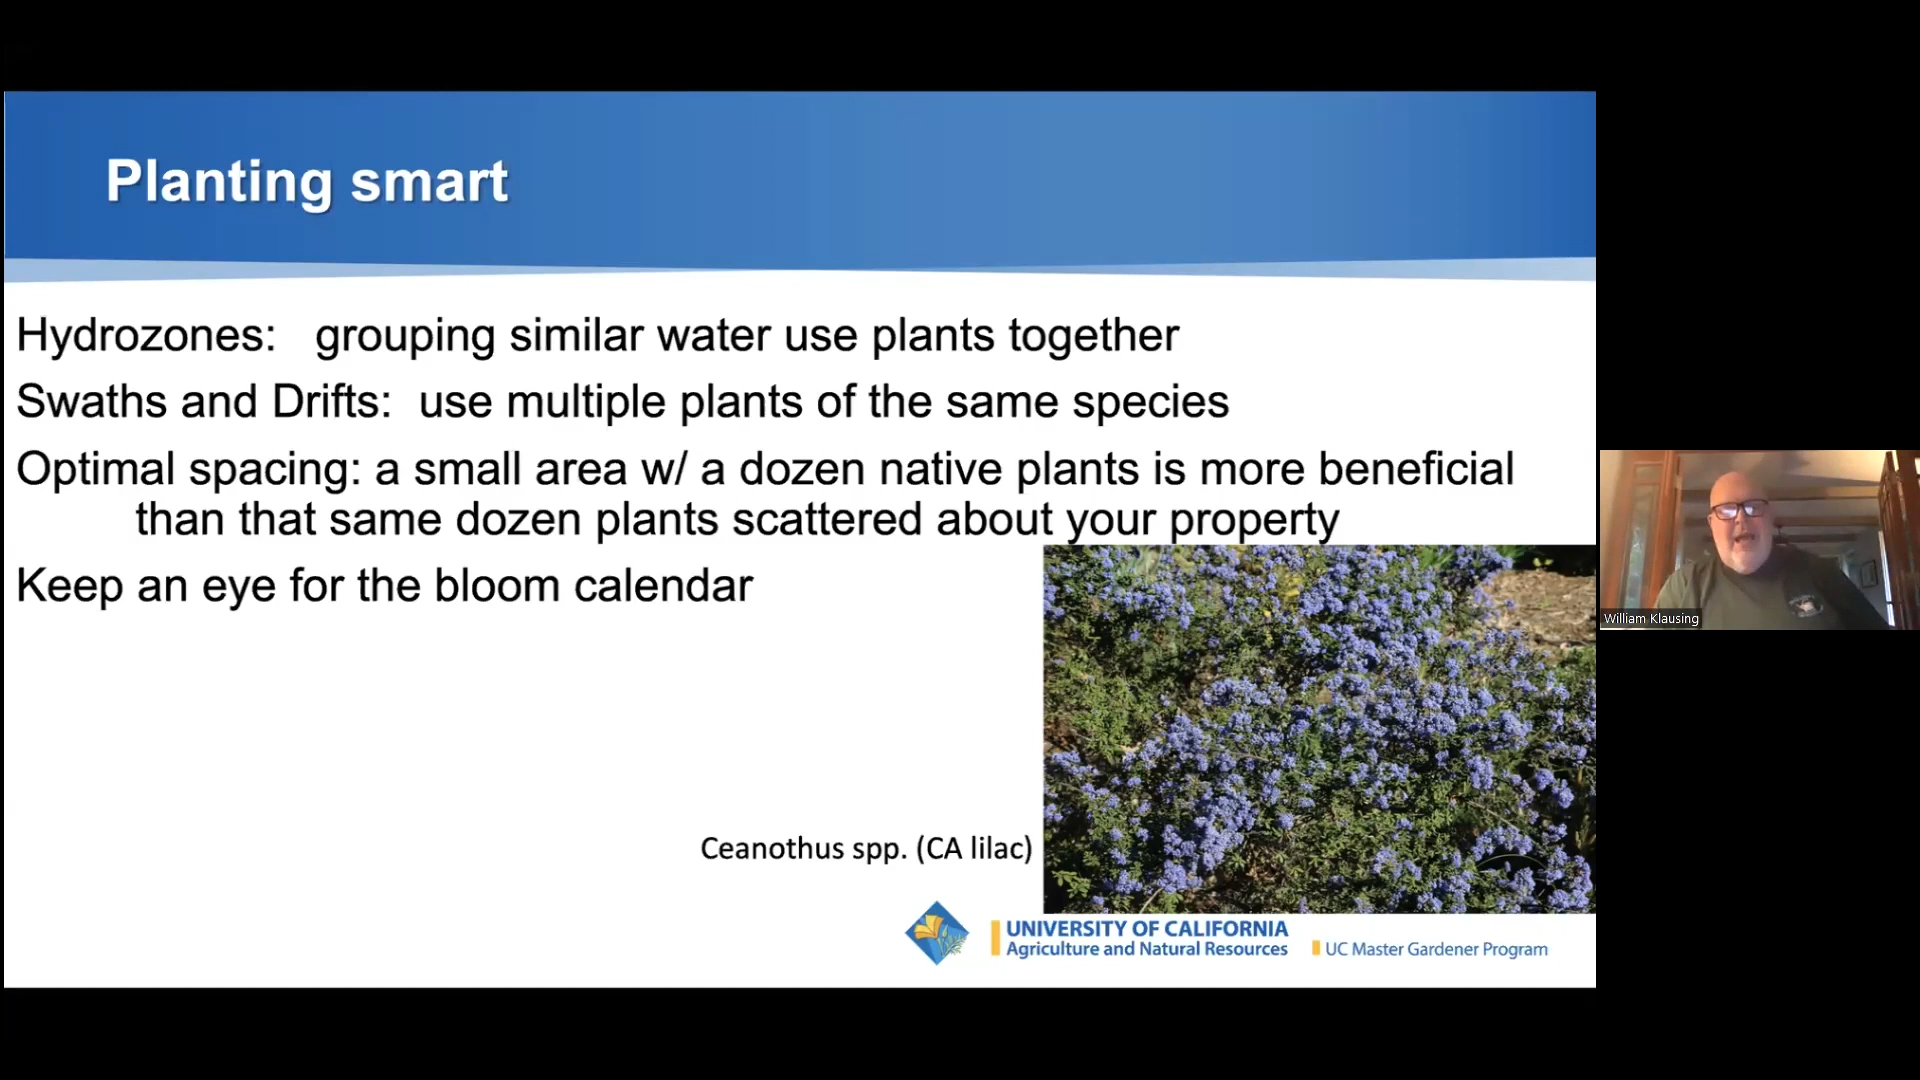 Planting smart
Hydrozones: grouping similar water use plants together
Swaths and Drifts: use multiple plants of the same species
Optimal spacing: a small area w/ a dozen native plants is more beneficial
than that same dozen plants scattered about your property
Keep an eye for the bloom calendar
William Klausing
Ceanothus spp. (CA lilac)
UNIVERSITY OF CALIFORNIA
Agriculture and Natural Resources
UC Master Gardener Program